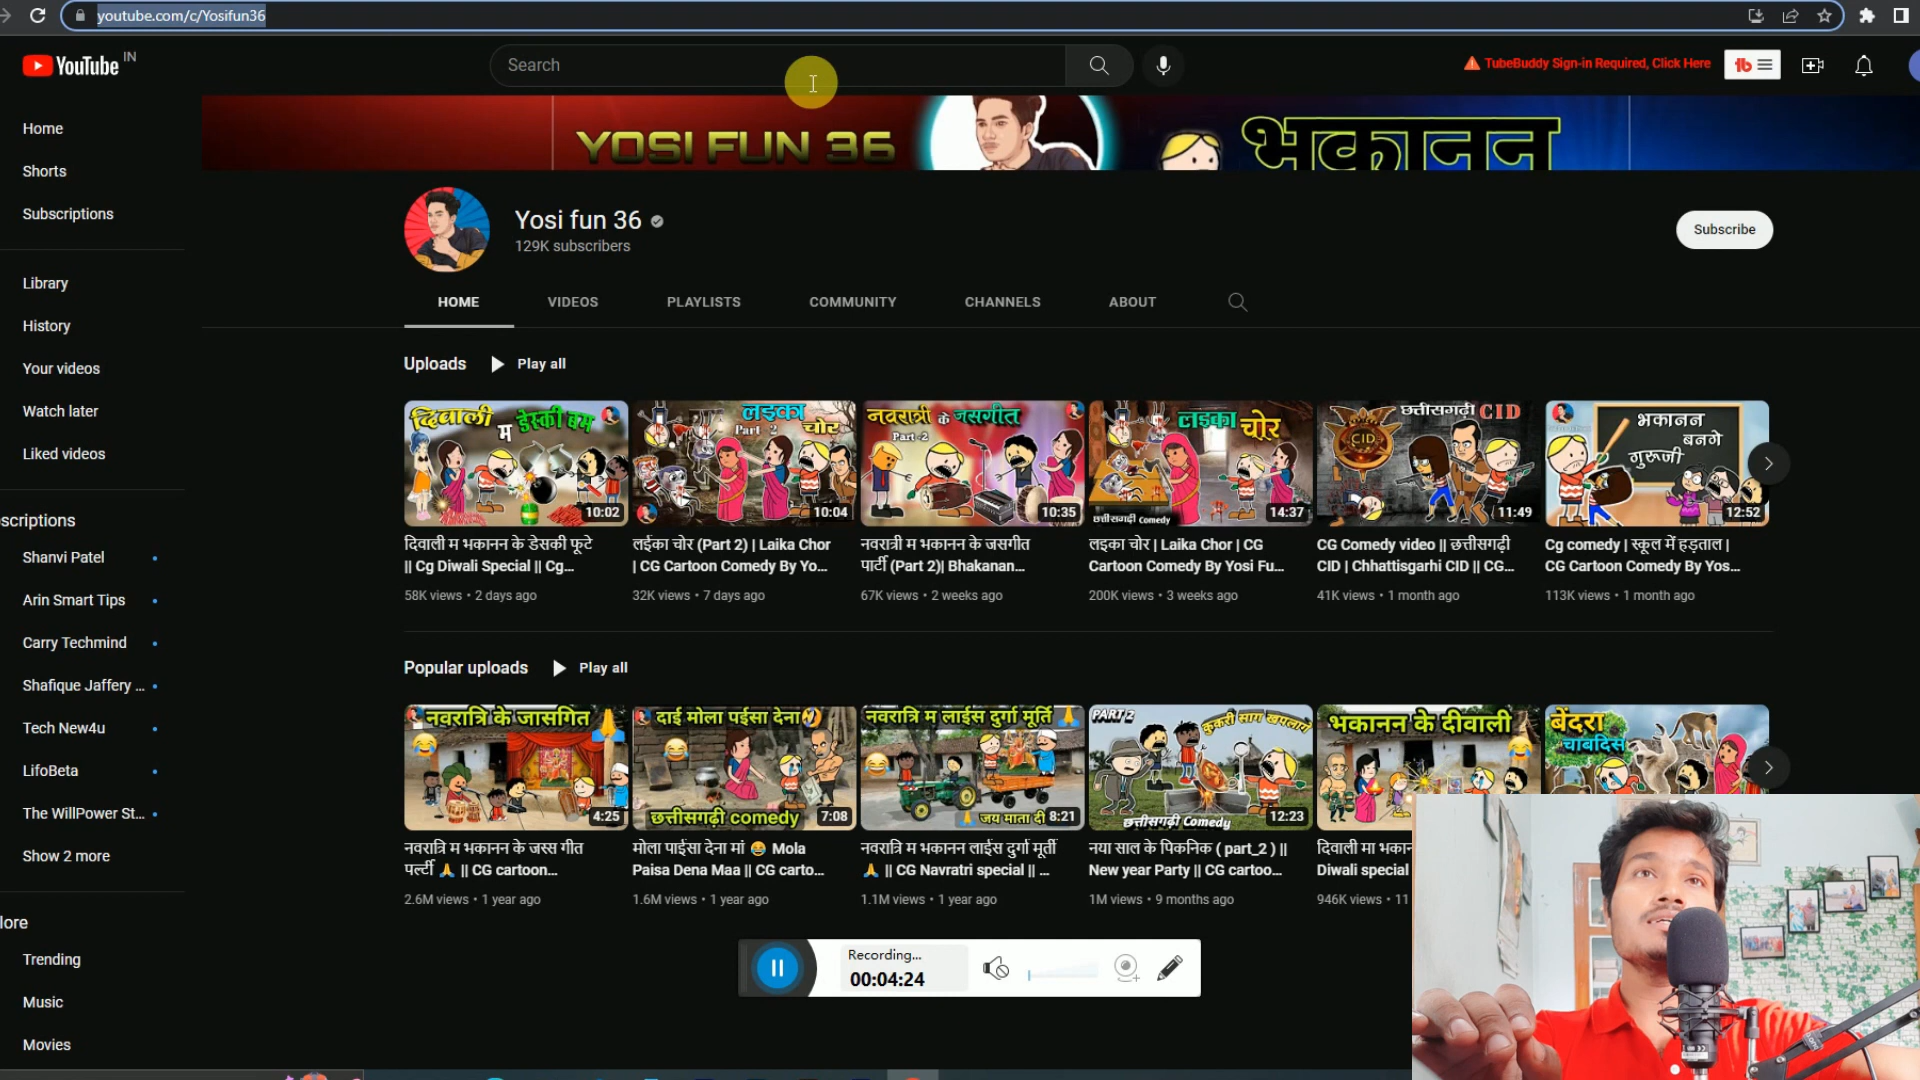 youtube.com/c/Yosifun36
YouTube IN
Search
TubeBuddy Sign-in Required, Click Here
tb
YOSI FUN 36
भकानन
Home
Shorts
Subscriptions
Library
History
Your videos
Watch later
Liked videos
scriptions
Shanvi Patel
Arin Smart Tips
Carry Techmind
Shafique Jaffery ...
Tech New4u
LifoBeta
The WillPower St...
Show 2 more
lore
Trending
Music
Movies
Yosi fun 36
129K subscribers
Subscribe
HOME VIDEOS PLAYLISTS COMMUNITY CHANNELS ABOUT
Uploads Play all
दिवाली म डेस्की बम
10:02
लइका चोर
Part - 2
10:04
नवरात्री के जसगीत
Part -2
10:35
लइका चोर
छत्तीसगढ़ी Comedy
14:37
छत्तीसगढ़ी CID
CID
11:49
भकानन
बनगे
गुरूजी
12:52
दिवाली म भकानन के डेसकी फूटे
|| Cg Diwali Special || Cg...
58K views • 2 days ago
लईका चोर (Part 2) | Laika Chor
| CG Cartoon Comedy By Yo...
32K views • 7 days ago
नवरात्री म भकानन के जसगीत
पार्टी (Part 2)| Bhakanan...
67K views • 2 weeks ago
लइका चोर | Laika Chor | CG
Cartoon Comedy By Yosi Fu...
200K views • 3 weeks ago
CG Comedy video || छत्तीसगढ़ी
CID | Chhattisgarhi CID || CG...
41K views • 1 month ago
Cg comedy | स्कूल में हड़ताल |
CG Cartoon Comedy By Yos...
113K views • 1 month ago
Popular uploads Play all
नवरात्रि के जासगित
4:25
दाई मोला पईसा देना
छत्तीसगढ़ी comedy
7:08
नवरात्रि म लाईस दुर्गा मूर्ति
जय माता दी
8:21
PART 2
कुकरी साग खवलागे
छत्तीसगढ़ी Comedy
12:23
भकानन के दीवाली
बेंदरा
चाबदिस
नवरात्रि म भकानन के जस्स गीत
पर्ल्टी 🙏 || CG cartoon...
2.6M views • 1 year ago
मोला पाईसा देना मां 😂 Mola
Paisa Dena Maa || CG carto...
1.6M views • 1 year ago
नवरात्रि म भकानन लाईस दुर्गा मूर्ती
🙏 || CG Navratri special || ...
1.1M views • 1 year ago
नया साल के पिकनिक ( part_2 ) ||
New year Party || CG cartoo...
1M views • 9 months ago
दिवाली मा भकान
Diwali special
946K views • 11
Recording...
00:04:24